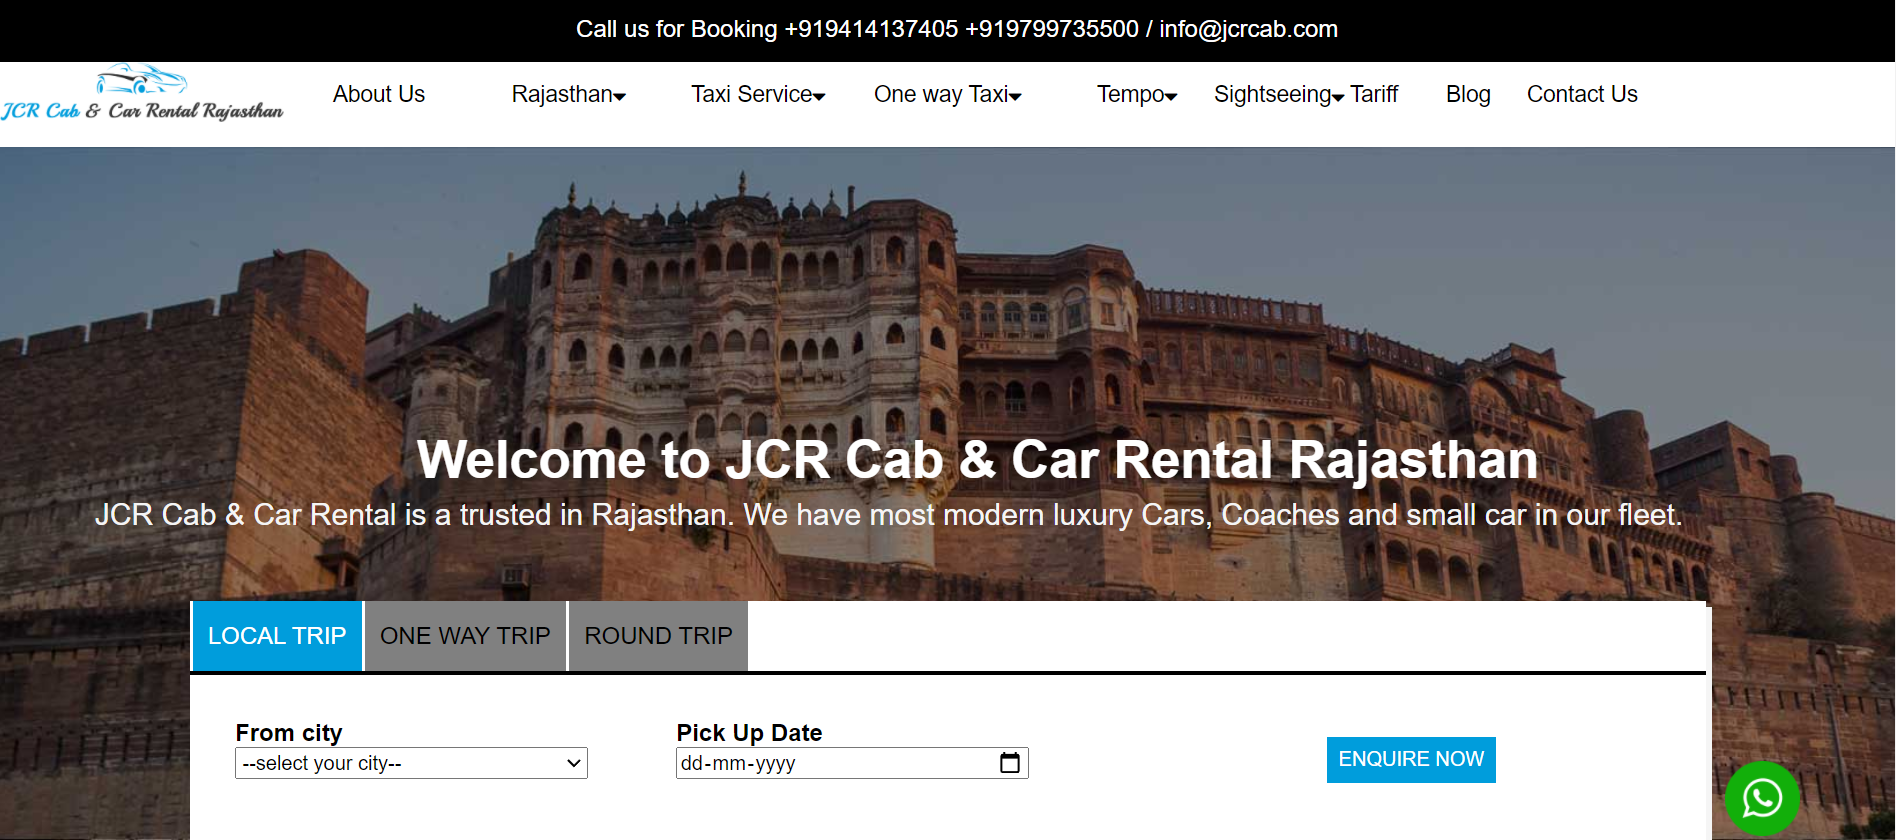 Call us for Booking +919414137405 +919799735500 / info@jcrcab.com
JCR Cab & Car Rental Rajasthan
About Us Rajasthan Taxi Service One way Taxi Tempo Sightseeing Tariff Blog Contact Us
Welcome to JCR Cab & Car Rental Rajasthan
JCR Cab & Car Rental is a trusted in Rajasthan. We have most modern luxury Cars, Coaches and small car in our fleet.
LOCAL TRIP ONE WAY TRIP ROUND TRIP
From city Pick Up Date
--select your city-- dd-mm-yyyy
ENQUIRE NOW